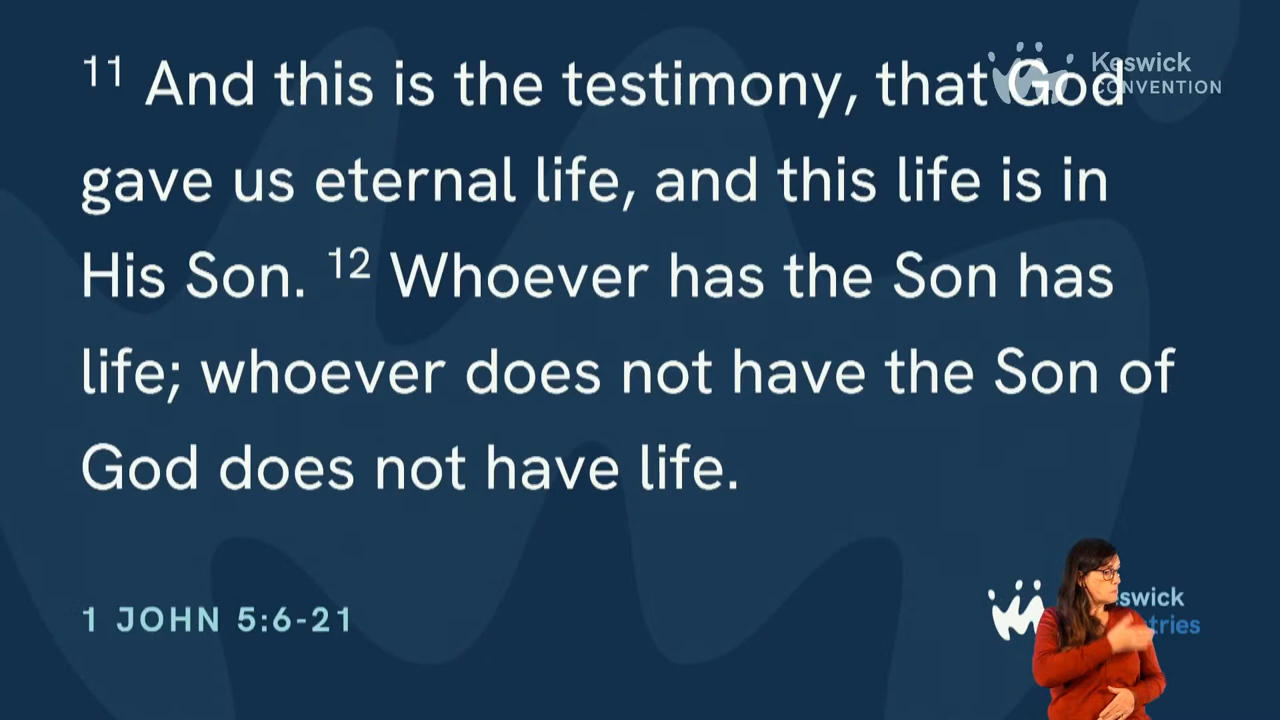 11 And this is the testimony, that God
gave us eternal life, and this life is in
His Son. 12 Whoever has the Son has
life; whoever does not have the Son of
God does not have life.
1 JOHN 5:6-21
Keswick
CONVENTION